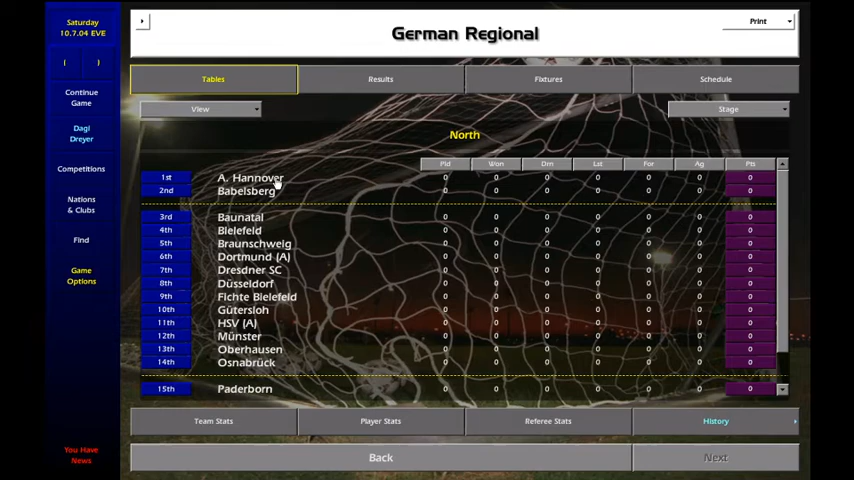 Saturday
10.7.04 EVE
Print
German Regional
Tables
Results
Fixtures
Schedule
Continue
Game
View
Stage
Dagi
Dreyer
North
Competitions
Pld Won Drn Lst For Ag Pts
1st A. Hannover 0 0 0 0 0 0 0
2nd Babelsberg 0 0 0 0 0 0 0
Nations
& Clubs
3rd Baunatal 0 0 0 0 0 0 0
4th Bielefeld 0 0 0 0 0 0 0
Find
5th Braunschweig 0 0 0 0 0 0 0
6th Dortmund (A) 0 0 0 0 0 0 0
7th Dresdner SC 0 0 0 0 0 0 0
Game
Options
8th Düsseldorf 0 0 0 0 0 0 0
9th Fichte Bielefeld 0 0 0 0 0 0 0
10th Gütersloh 0 0 0 0 0 0 0
11th HSV (A) 0 0 0 0 0 0 0
12th Münster 0 0 0 0 0 0 0
13th Oberhausen 0 0 0 0 0 0 0
14th Osnabrück 0 0 0 0 0 0 0
15th Paderborn 0 0 0 0 0 0 0
Team Stats
Player Stats
Referee Stats
History
You Have
News
Back
Next